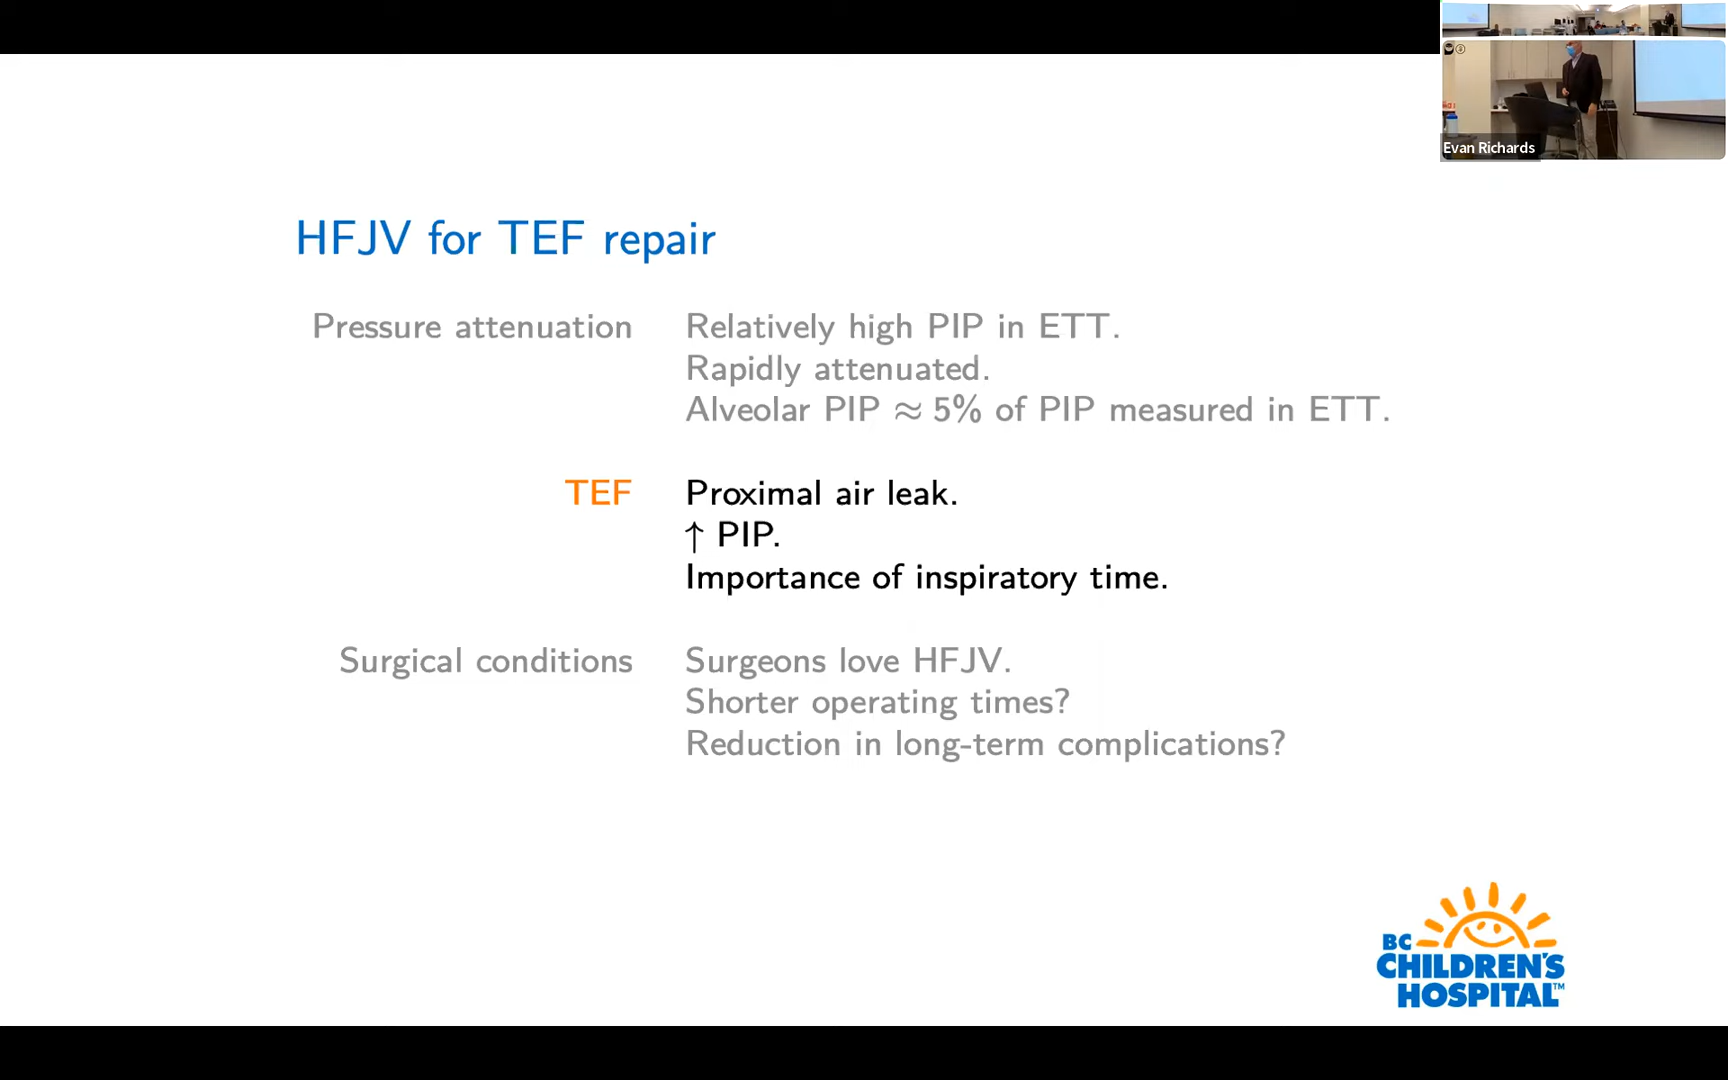 Evan Richards
HFJV for TEF repair
Pressure attenuation
Relatively high PIP in ETT.
Rapidly attenuated.
Alveolar PIP ≈ 5% of PIP measured in ETT.
TEF
Proximal air leak.
↑ PIP.
Importance of inspiratory time.
Surgical conditions
Surgeons love HFJV.
Shorter operating times?
Reduction in long-term complications?
BC
CHILDREN'S
HOSPITAL™